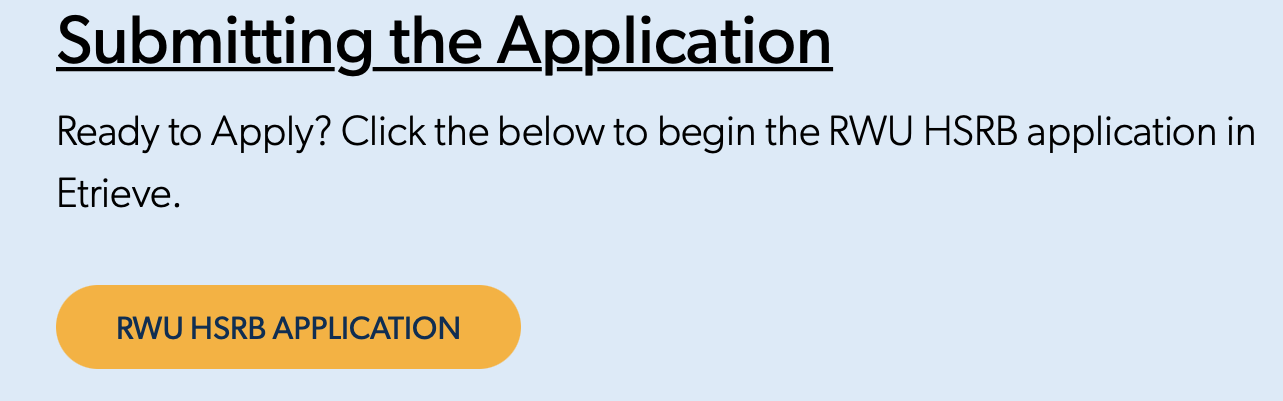 Submitting the Application
Ready to Apply? Click the below to begin the RWU HSRB application in
Etrieve.
RWU HSRB APPLICATION